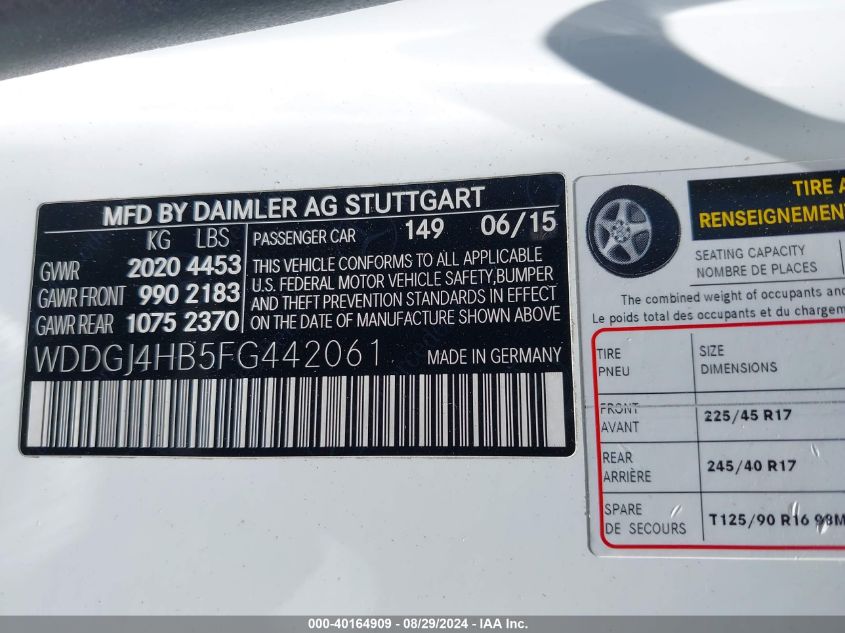 MFD BY DAIMLER AG STUTTGART
KG LBS
GVWR 2020 4453
GAWR FRONT 990 2183
GAWR REAR 1075 2370
PASSENGER CAR 149 06/15
THIS VEHICLE CONFORMS TO ALL APPLICABLE
U.S. FEDERAL MOTOR VEHICLE SAFETY,BUMPER
AND THEFT PREVENTION STANDARDS IN EFFECT
ON THE DATE OF MANUFACTURE SHOWN ABOVE
WDDGJ4HB5FG442061 MADE IN GERMANY
TIRE A
RENSEIGNEMENT
SEATING CAPACITY
NOMBRE DE PLACES
The combined weight of occupants and
Le poids total des occupants et du chargem
TIRE SIZE
PNEU DIMENSIONS
FRONT
AVANT 225/45 R17
REAR
ARRIÈRE 245/40 R17
SPARE
DE SECOURS T125/90 R16 98M
000-40164909 - 08/29/2024 - IAA Inc.